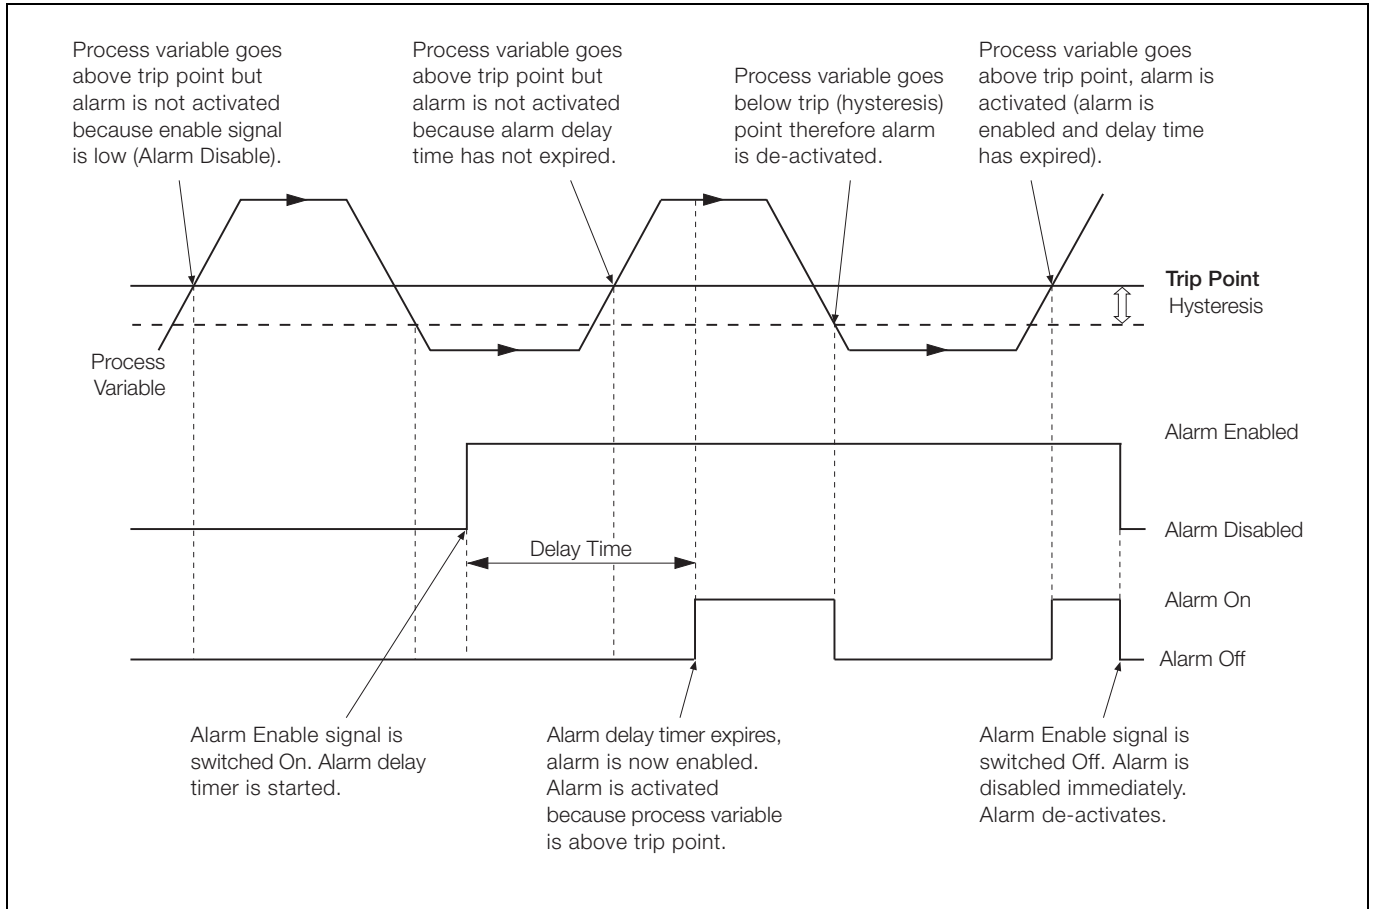 Process variable goes
above trip point but
alarm is not activated
because enable signal
is low (Alarm Disable).
Process variable goes
above trip point but
alarm is not activated
because alarm delay
time has not expired.
Process variable goes
below trip (hysteresis)
point therefore alarm
is de-activated.
Process variable goes
above trip point, alarm is
activated (alarm is
enabled and delay time
has expired).
Trip Point
Hysteresis
Process
Variable
Alarm Enabled
Alarm Disabled
Delay Time
Alarm On
Alarm Off
Alarm Enable signal is
switched On. Alarm delay
timer is started.
Alarm delay timer expires,
alarm is now enabled.
Alarm is activated
because process variable
is above trip point.
Alarm Enable signal is
switched Off. Alarm is
disabled immediately.
Alarm de-activates.